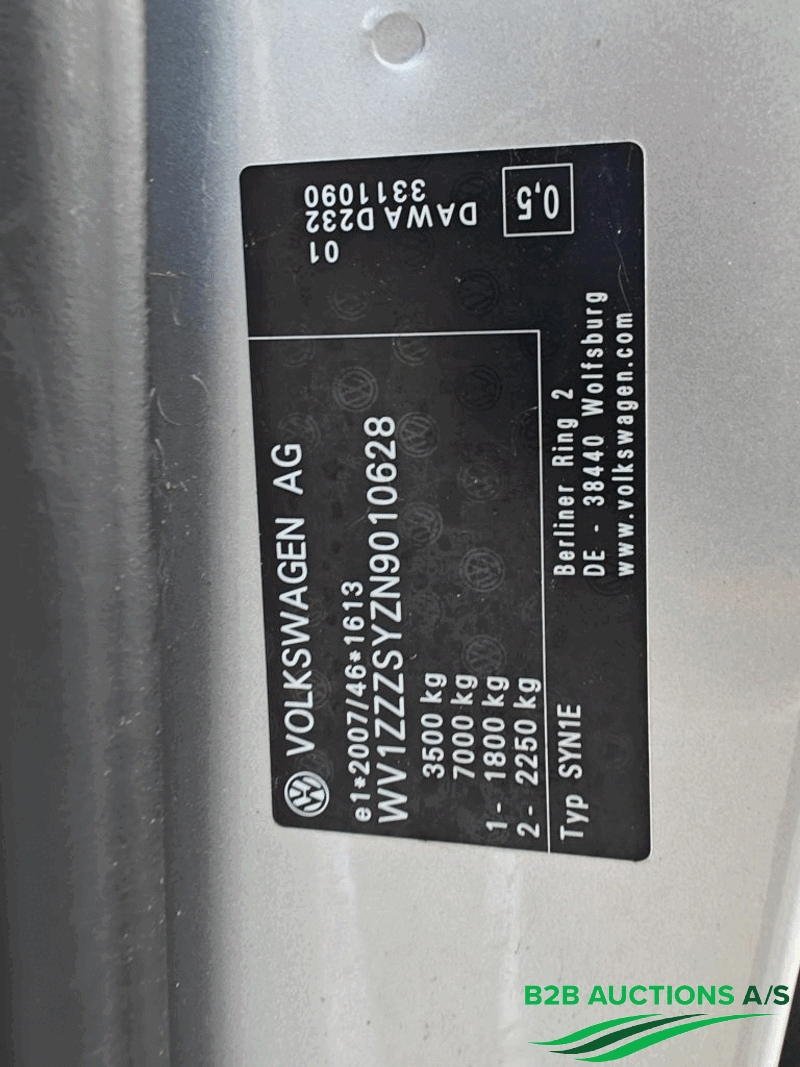 VOLKSWAGEN AG
e1*2007/46*1613
WV1ZZZSYZN9010628
3500 kg
7000 kg
1- 1800 kg
2- 2250 kg
Typ SYN1E
Berliner Ring 2
DE - 38440 Wolfsburg
www.volkswagen.com
01
DAWA D232
3311090
0,5
B2B AUCTIONS A/S